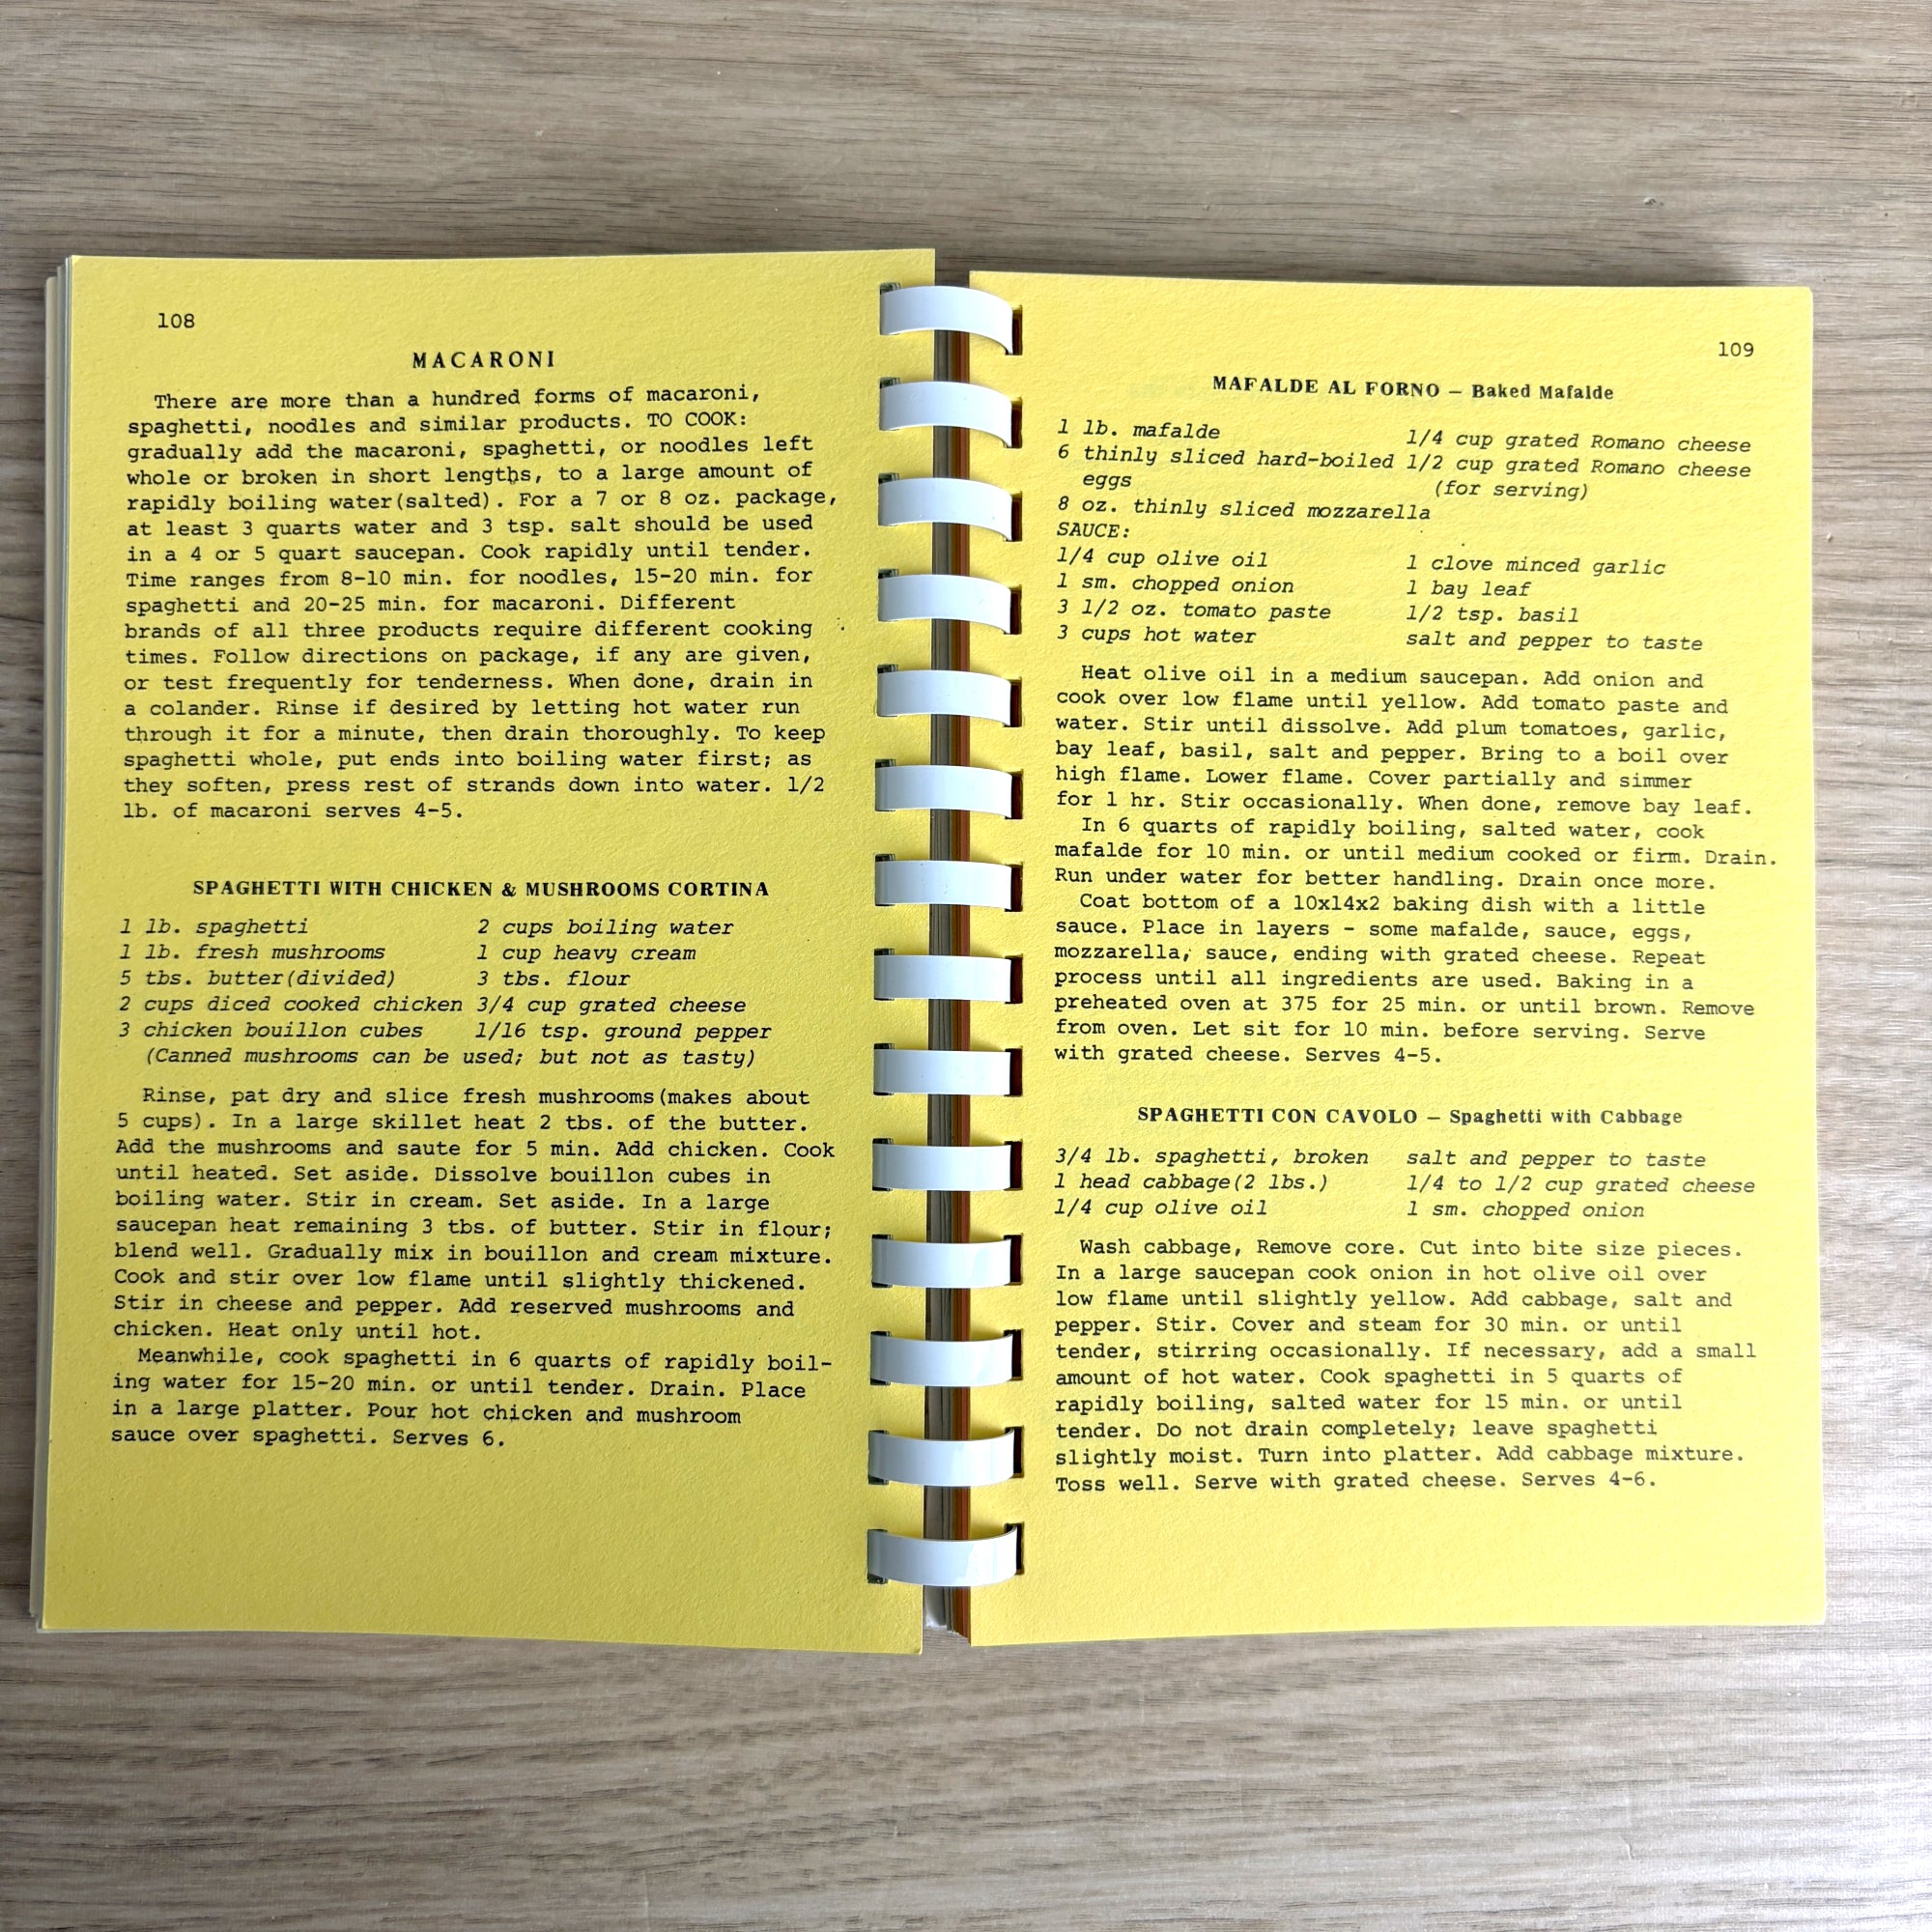 108
MACARONI
There are more than a hundred forms of macaroni,
spaghetti, noodles and similar products. TO COOK:
gradually add the macaroni, spaghetti, or noodles left
whole or broken in short lengths, to a large amount of
rapidly boiling water(salted). For a 7 or 8 oz. package,
at least 3 quarts water and 3 tsp. salt should be used
in a 4 or 5 quart saucepan. Cook rapidly until tender.
Time ranges from 8-10 min. for noodles, 15-20 min. for
spaghetti and 20-25 min. for macaroni. Different
brands of all three products require different cooking
times. Follow directions on package, if any are given,
or test frequently for tenderness. When done, drain in
a colander. Rinse if desired by letting hot water run
through it for a minute, then drain thoroughly. To keep
spaghetti whole, put ends into boiling water first; as
they soften, press rest of strands down into water. 1/2
lb. of macaroni serves 4-5.
SPAGHETTI WITH CHICKEN & MUSHROOMS CORTINA
1 lb. spaghetti 2 cups boiling water
1 lb. fresh mushrooms 1 cup heavy cream
5 tbs. butter(divided) 3 tbs. flour
2 cups diced cooked chicken 3/4 cup grated cheese
3 chicken bouillon cubes 1/16 tsp. ground pepper
(Canned mushrooms can be used; but not as tasty)
Rinse, pat dry and slice fresh mushrooms(makes about
5 cups). In a large skillet heat 2 tbs. of the butter.
Add the mushrooms and saute for 5 min. Add chicken. Cook
until heated. Set aside. Dissolve bouillon cubes in
boiling water. Stir in cream. Set aside. In a large
saucepan heat remaining 3 tbs. of butter. Stir in flour;
blend well. Gradually mix in bouillon and cream mixture.
Cook and stir over low flame until slightly thickened.
Stir in cheese and pepper. Add reserved mushrooms and
chicken. Heat only until hot.
Meanwhile, cook spaghetti in 6 quarts of rapidly boil-
ing water for 15-20 min. or until tender. Drain. Place
in a large platter. Pour hot chicken and mushroom
sauce over spaghetti. Serves 6.
109
MAFALDE AL FORNO — Baked Mafalde
1 lb. mafalde 1/4 cup grated Romano cheese
6 thinly sliced hard-boiled 1/2 cup grated Romano cheese
eggs (for serving)
8 oz. thinly sliced mozzarella
SAUCE:
1/4 cup olive oil 1 clove minced garlic
1 sm. chopped onion 1 bay leaf
3 1/2 oz. tomato paste 1/2 tsp. basil
3 cups hot water salt and pepper to taste
Heat olive oil in a medium saucepan. Add onion and
cook over low flame until yellow. Add tomato paste and
water. Stir until dissolve. Add plum tomatoes, garlic,
bay leaf, basil, salt and pepper. Bring to a boil over
high flame. Lower flame. Cover partially and simmer
for 1 hr. Stir occasionally. When done, remove bay leaf.
In 6 quarts of rapidly boiling, salted water, cook
mafalde for 10 min. or until medium cooked or firm. Drain.
Run under water for better handling. Drain once more.
Coat bottom of a 10x14x2 baking dish with a little
sauce. Place in layers - some mafalde, sauce, eggs,
mozzarella, sauce, ending with grated cheese. Repeat
process until all ingredients are used. Baking in a
preheated oven at 375 for 25 min. or until brown. Remove
from oven. Let sit for 10 min. before serving. Serve
with grated cheese. Serves 4-5.
SPAGHETTI CON CAVOLO — Spaghetti with Cabbage
3/4 lb. spaghetti, broken salt and pepper to taste
1 head cabbage(2 lbs.) 1/4 to 1/2 cup grated cheese
1/4 cup olive oil 1 sm. chopped onion
Wash cabbage, Remove core. Cut into bite size pieces.
In a large saucepan cook onion in hot olive oil over
low flame until slightly yellow. Add cabbage, salt and
pepper. Stir. Cover and steam for 30 min. or until
tender, stirring occasionally. If necessary, add a small
amount of hot water. Cook spaghetti in 5 quarts of
rapidly boiling, salted water for 15 min. or until
tender. Do not drain completely; leave spaghetti
slightly moist. Turn into platter. Add cabbage mixture.
Toss well. Serve with grated cheese. Serves 4-6.